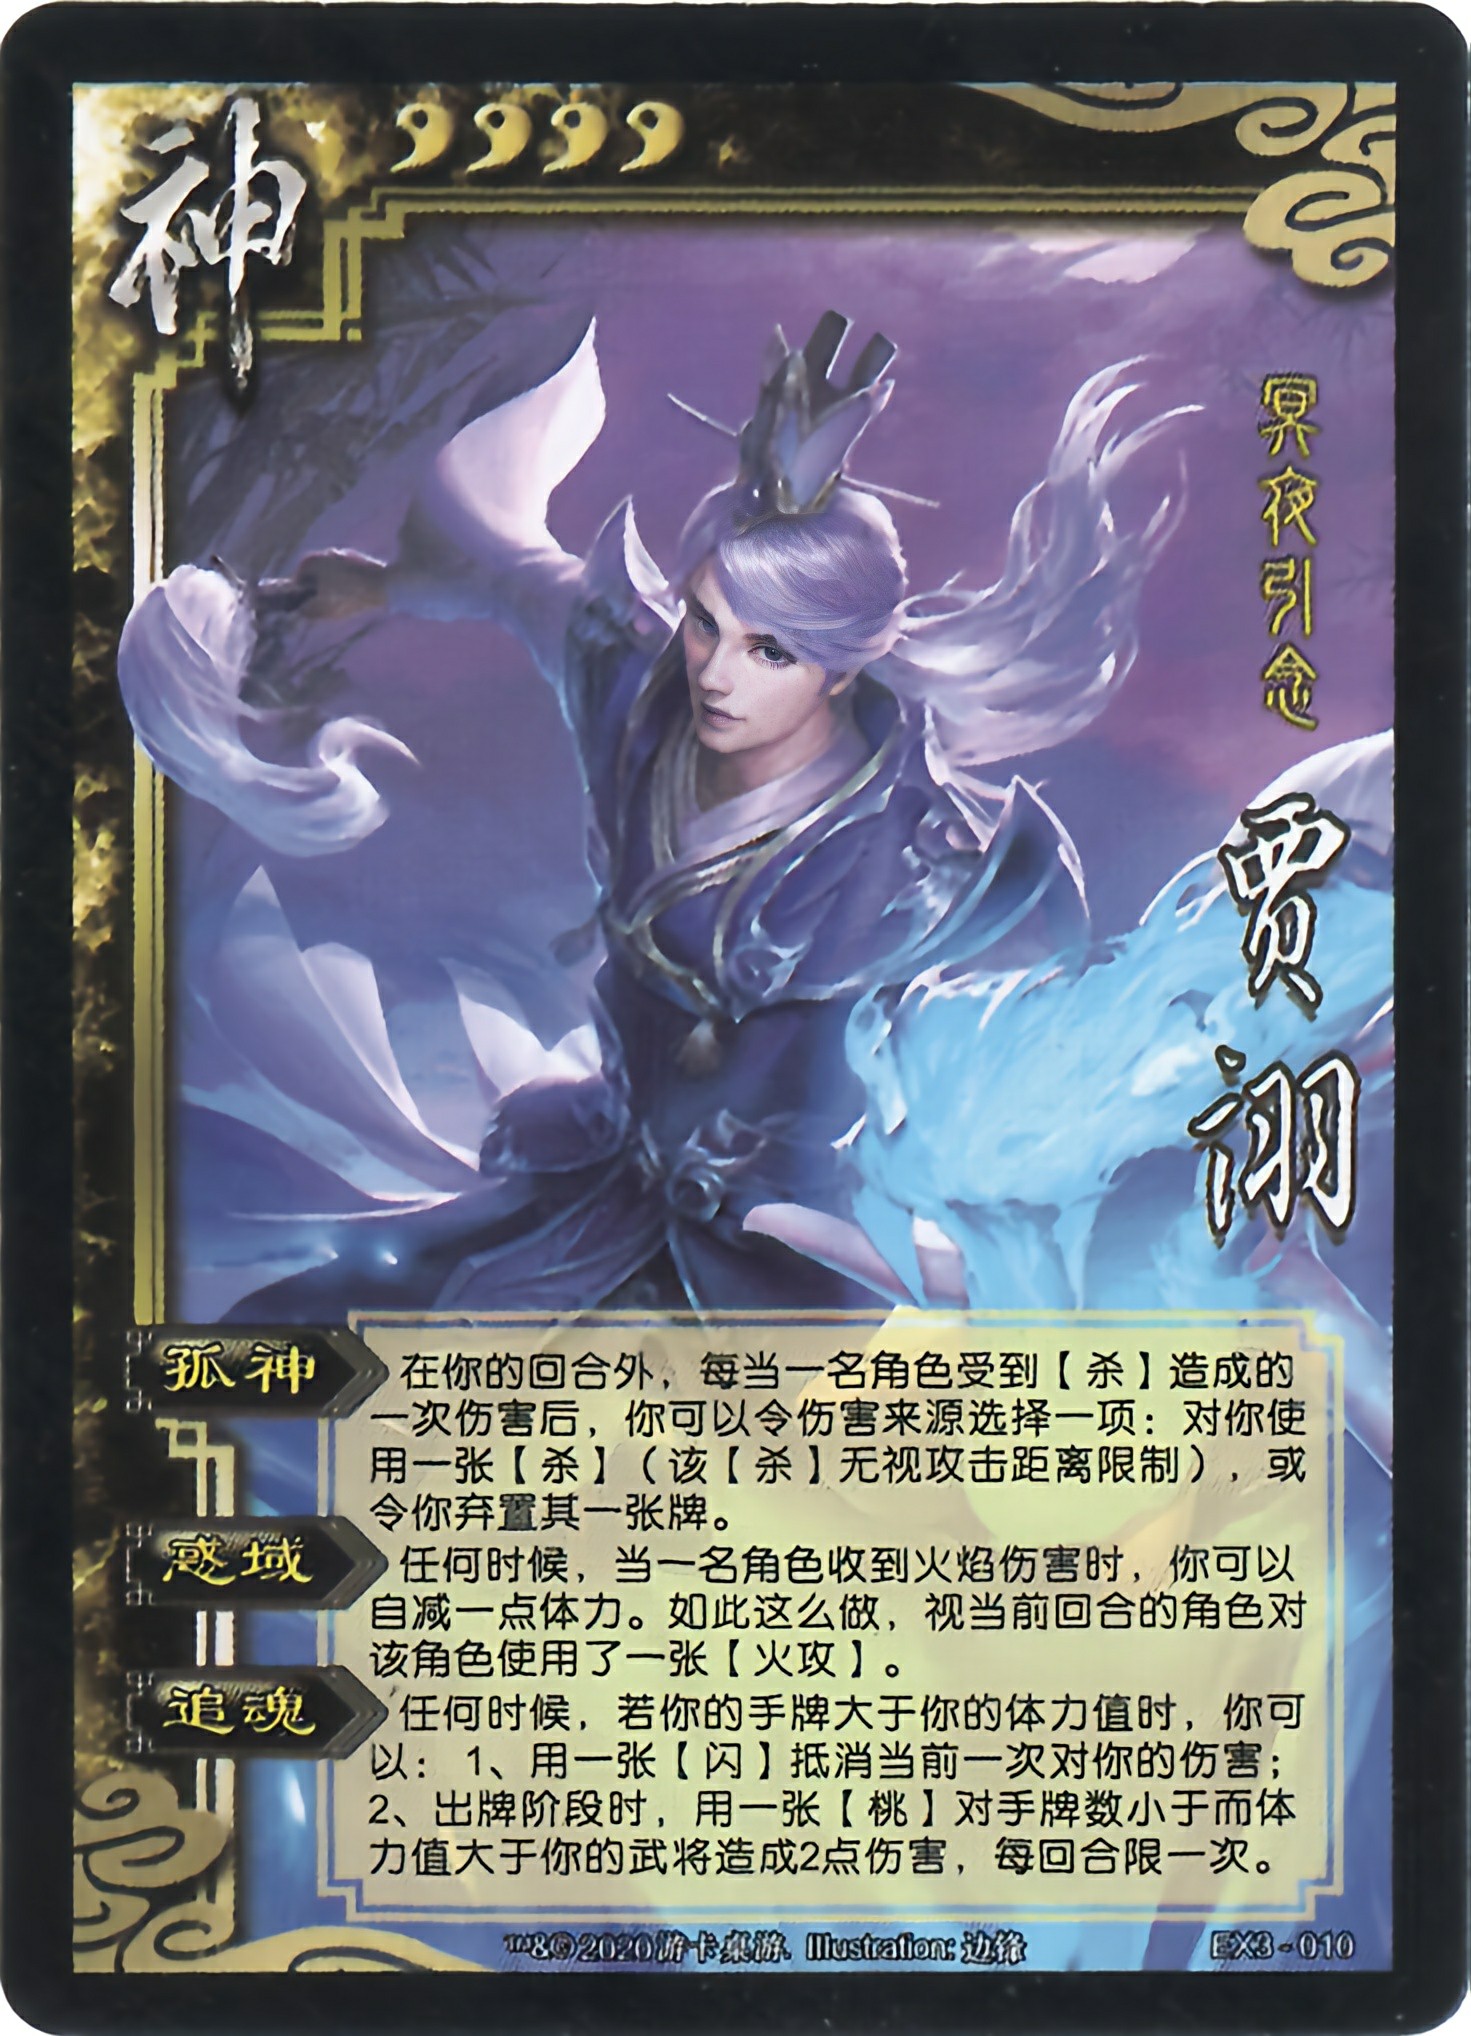 神
冥夜引念
贾诩
孤神
在你的回合外，每当一名角色受到【杀】造成的
一次伤害后，你可以令伤害来源选择一项：对你使
用一张【杀】（该【杀】无视攻击距离限制），或
令你弃置其一张牌。
惑域
任何时候，当一名角色收到火焰伤害时，你可以
自减一点体力。如此这么做，视当前回合的角色对
该角色使用了一张【火攻】。
追魂
任何时候，若你的手牌大于你的体力值时，你可
以：1、用一张【闪】抵消当前一次对你的伤害；
2、出牌阶段时，用一张【桃】对手牌数小于而体
力值大于你的武将造成2点伤害，每回合限一次。
™&©2020游卡桌游. Illustration: 边缘
EX3-010